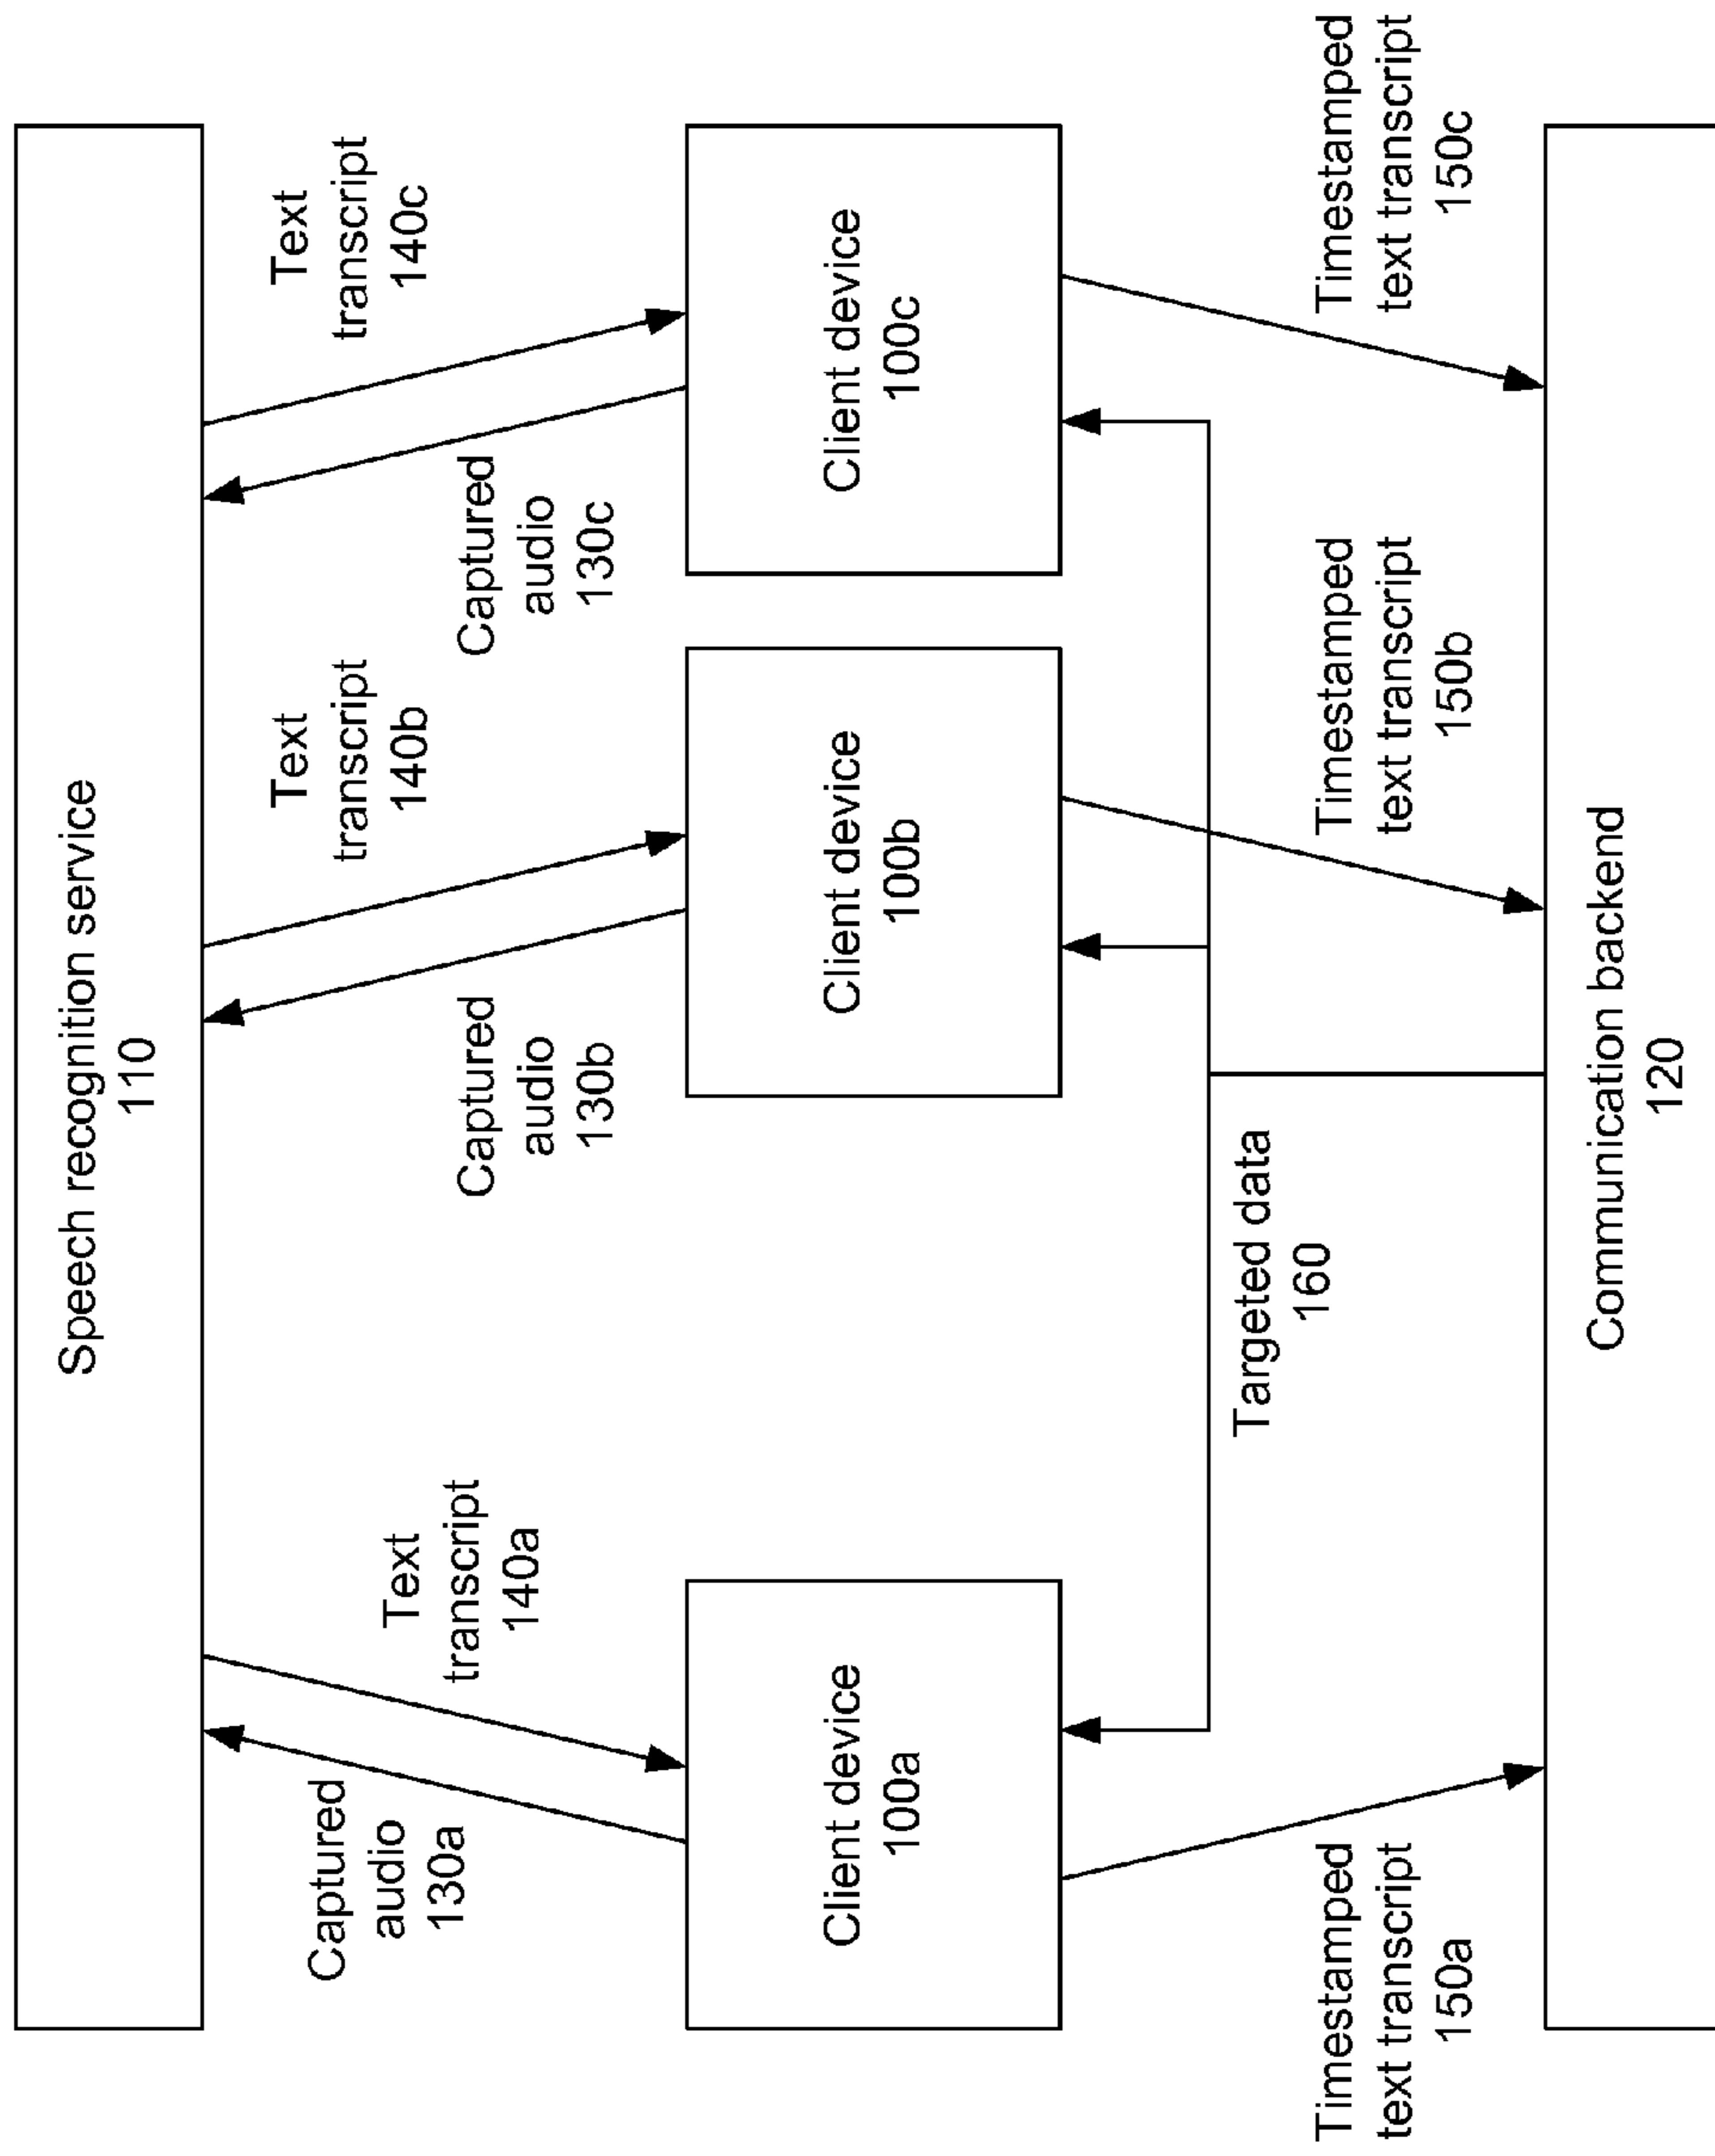 Speech recognition service
110
Captured
audio
130a
Text
transcript
140a
Captured
audio
130b
Text
transcript
140b
Captured
audio
130c
Text
transcript
140c
Client device
100a
Client device
100b
Client device
100c
Targeted data
160
Timestamped
text transcript
150a
Timestamped
text transcript
150b
Timestamped
text transcript
150c
Communication backend
120